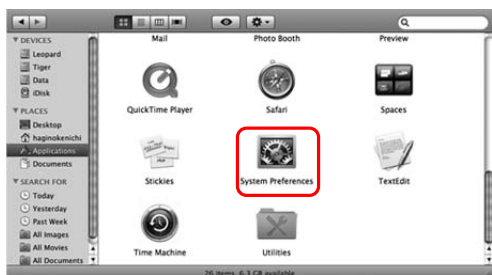 DEVICES
Leopard
Tiger
Data
iDisk
PLACES
Desktop
haginokenichi
Applications
Documents
SEARCH FOR
Today
Yesterday
Past Week
All Images
All Movies
All Documents
Mail
Photo Booth
Preview
QuickTime Player
Safari
Spaces
Stickies
System Preferences
TextEdit
Time Machine
Utilities
26 items, 6.3 GB available